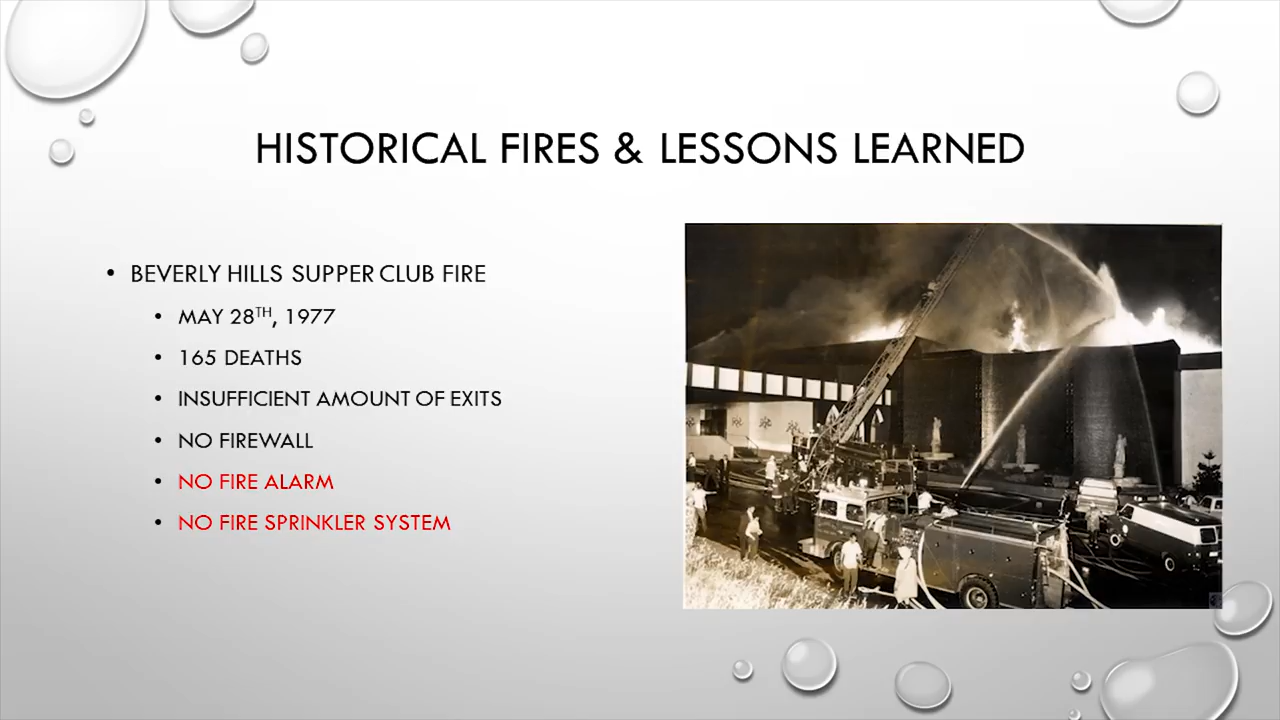 HISTORICAL FIRES & LESSONS LEARNED
• BEVERLY HILLS SUPPER CLUB FIRE
• MAY 28TH, 1977
• 165 DEATHS
• INSUFFICIENT AMOUNT OF EXITS
• NO FIREWALL
• NO FIRE ALARM
• NO FIRE SPRINKLER SYSTEM